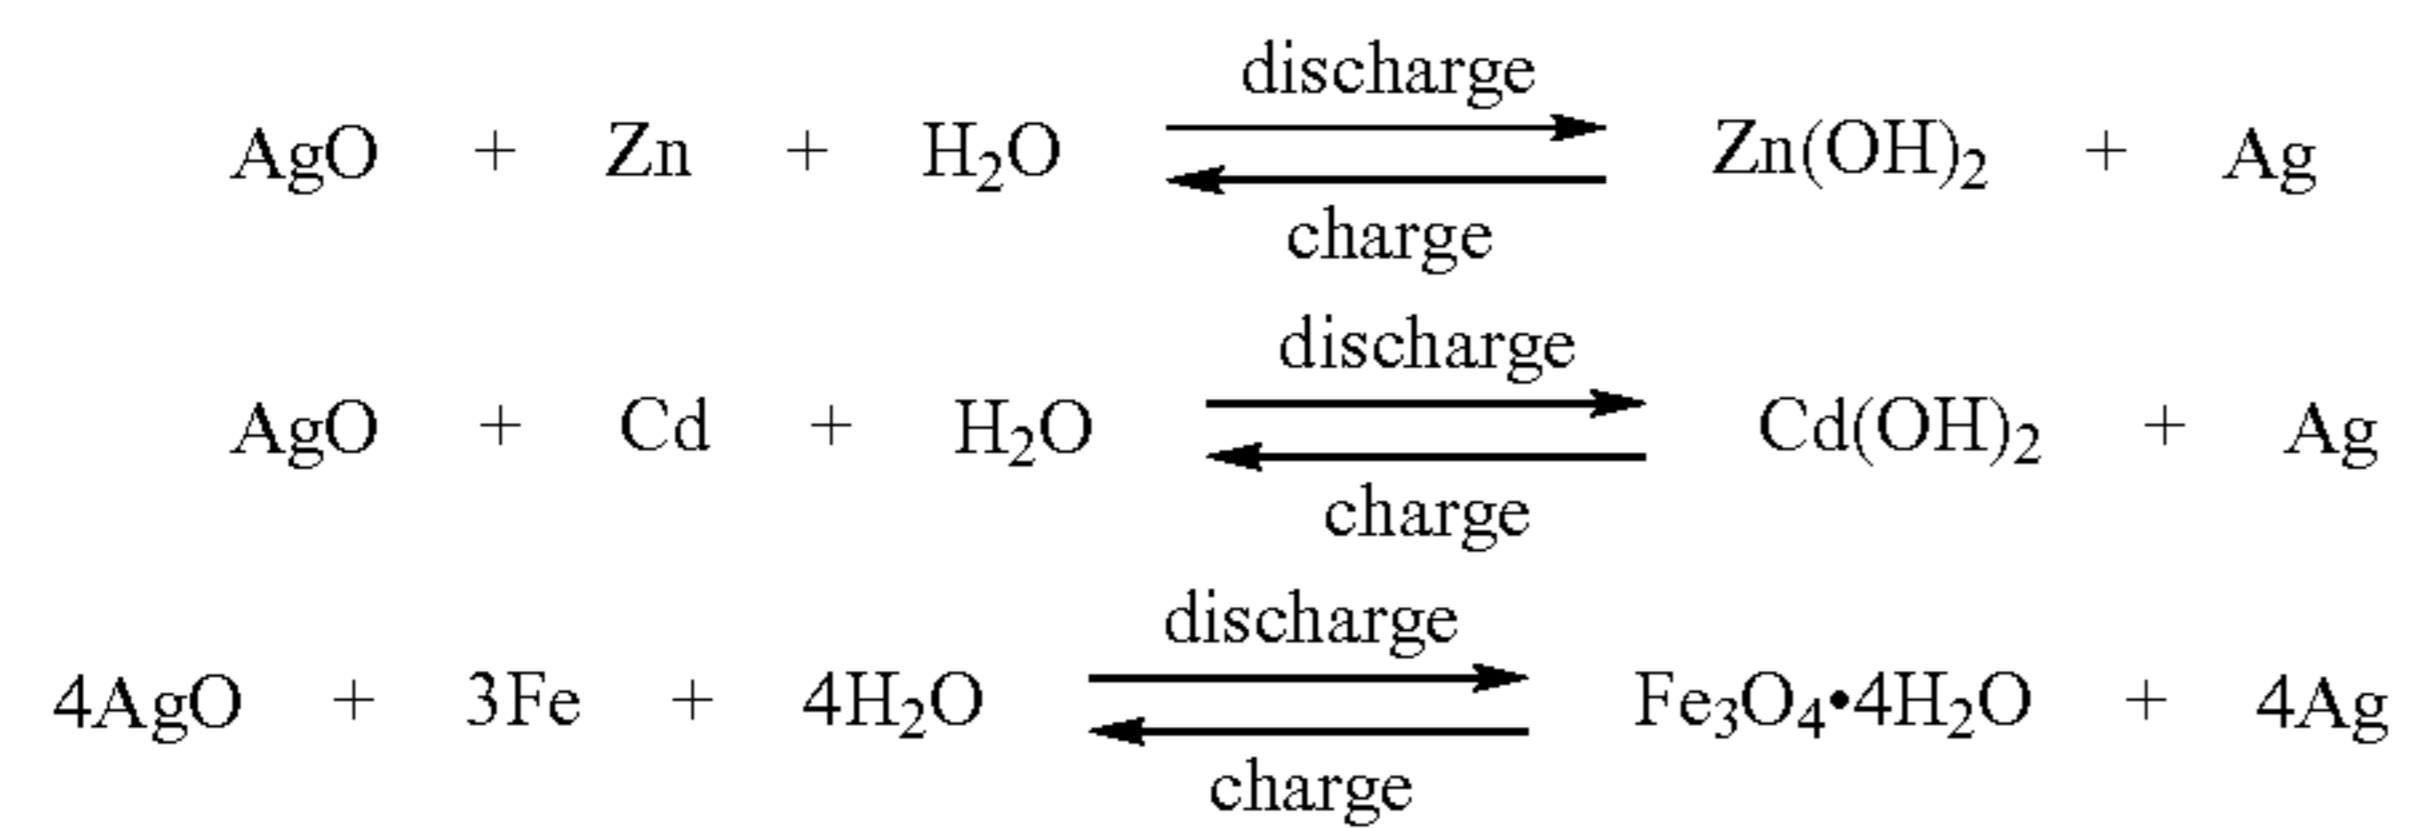 discharge
AgO + Zn + H₂O ⇌ Zn(OH)₂ + Ag
charge
discharge
AgO + Cd + H₂O ⇌ Cd(OH)₂ + Ag
charge
discharge
4AgO + 3Fe + 4H₂O ⇌ Fe₃O₄•4H₂O + 4Ag
charge